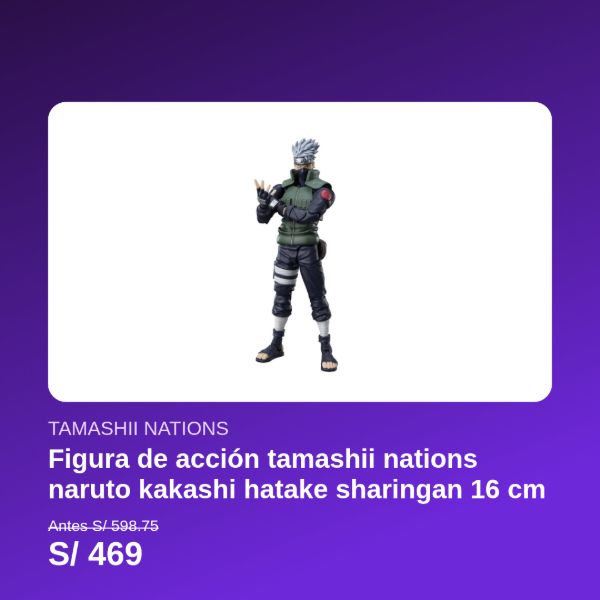 TAMASHII NATIONS
Figura de acción tamashii nations
naruto kakashi hatake sharingan 16 cm
Antes S/ 598.75
S/ 469